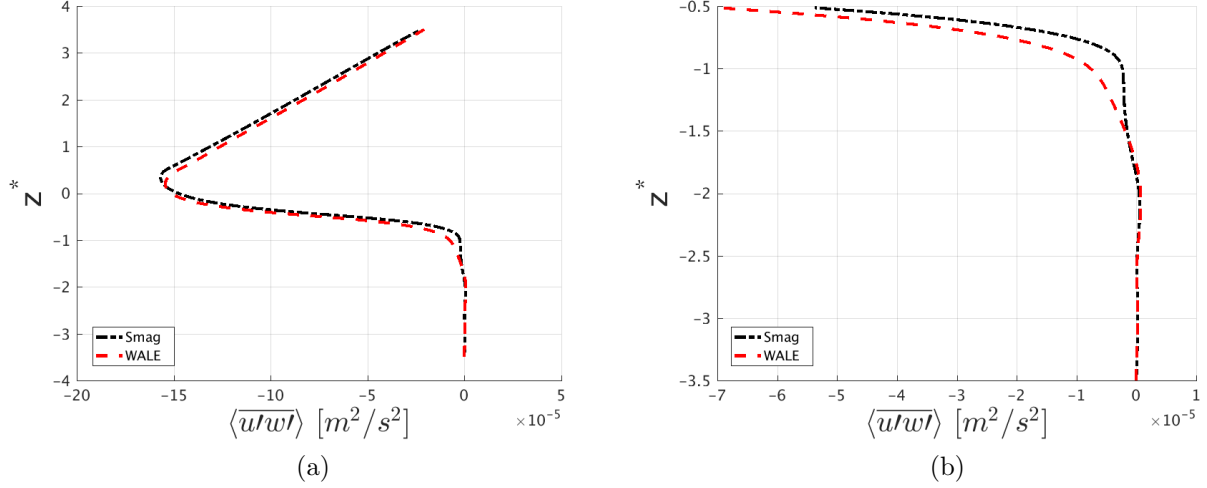 4
3
2
1
0
-1
-2
-3
-4
z*
Smag
WALE
-20 -15 -10 -5 0 5
×10⁻⁵
⟨u′w′⟩ [m²/s²]
(a)
-0.5
-1
-1.5
-2
-2.5
-3
-3.5
z*
Smag
WALE
-7 -6 -5 -4 -3 -2 -1 0 1
×10⁻⁵
⟨u′w′⟩ [m²/s²]
(b)